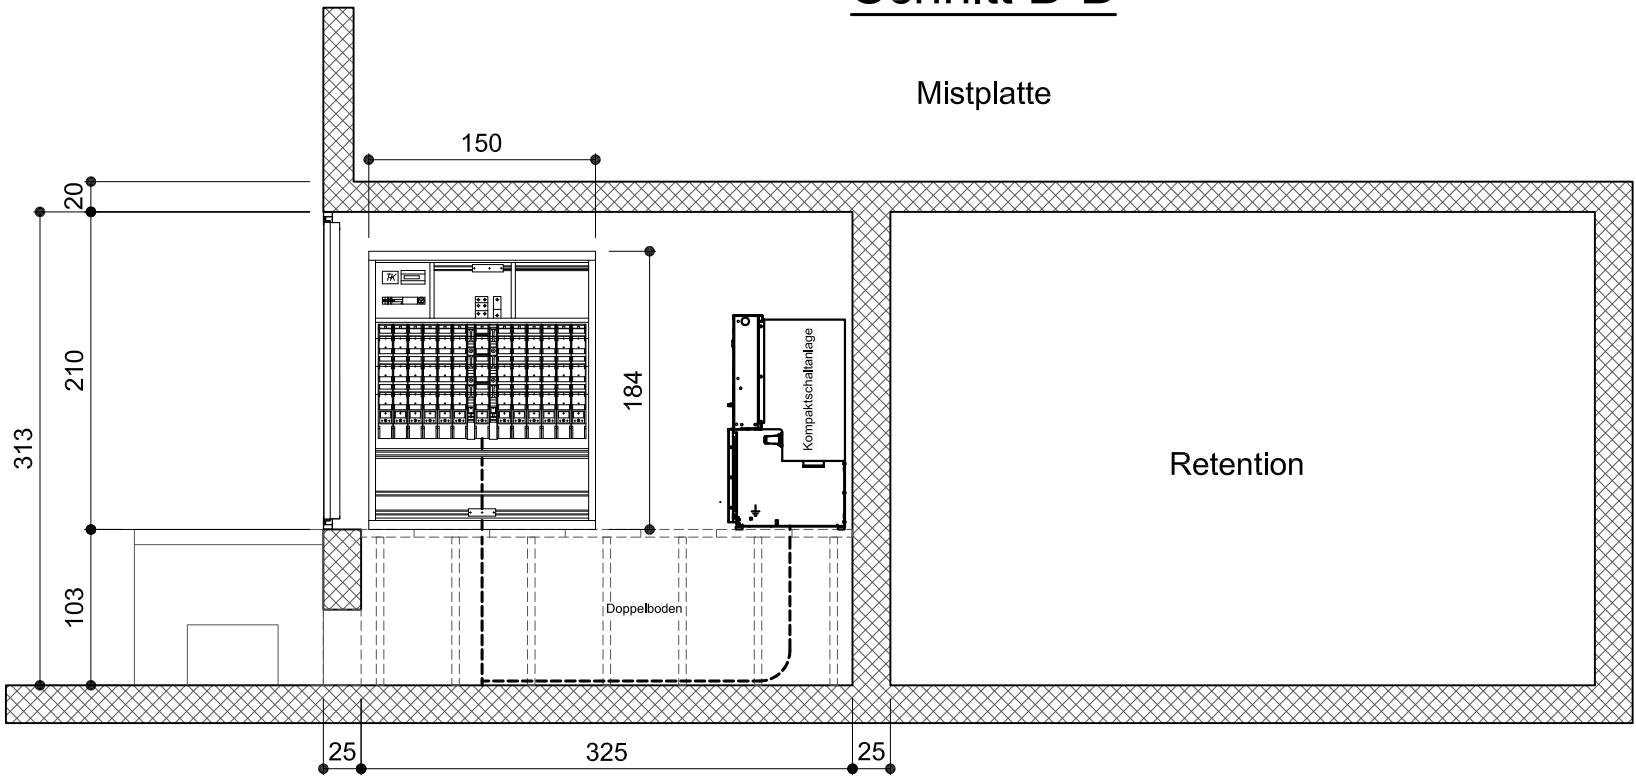 Mistplatte
150
20
210
313
184
Kompaktschaltanlage
Retention
103
Doppelboden
25
325
25